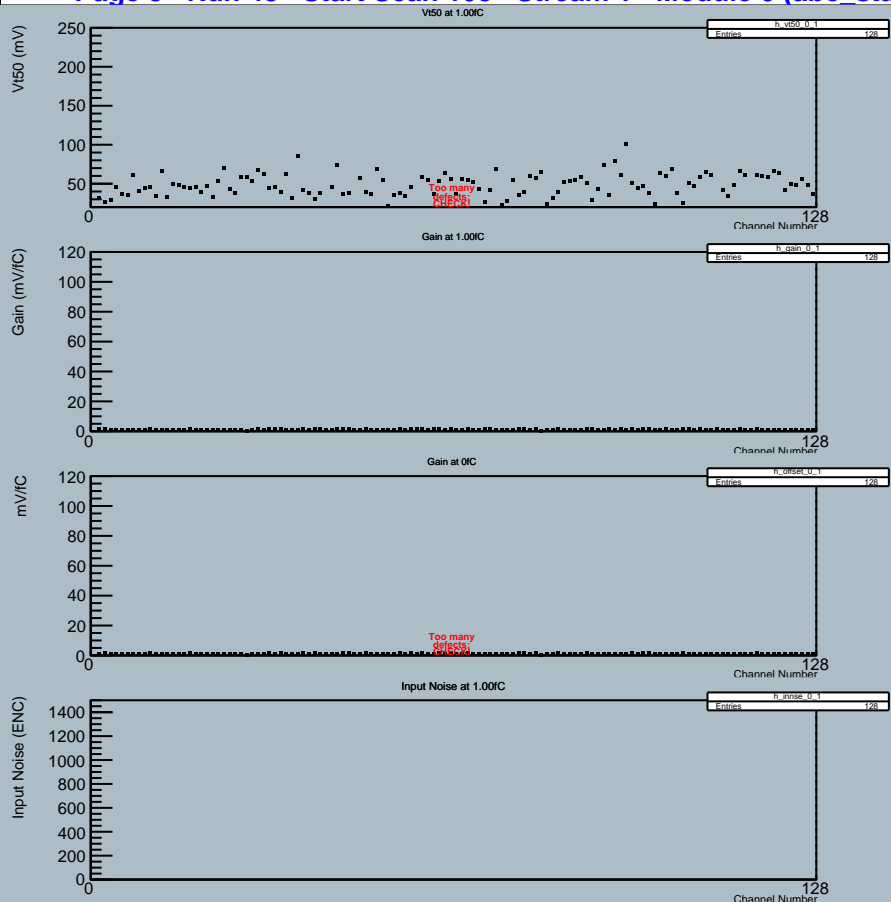 Vt50 at 1.00fC
h_vt50_0_1
Entries 128
Vt50 (mV)
250
200
150
100
50
Too many
defects:
CHECK!
0
128
Channel Number
Gain at 1.00fC
h_gain_0_1
Entries 128
Gain (mV/fC)
120
100
80
60
40
20
0
0
128
Channel Number
Gain at 0fC
h_offset_0_1
Entries 128
mV/fC
120
100
80
60
40
20
0
Too many
defects:
CHECK!
0
128
Channel Number
Input Noise at 1.00fC
h_innse_0_1
Entries 128
Input Noise (ENC)
1400
1200
1000
800
600
400
200
0
0
128
Channel Number